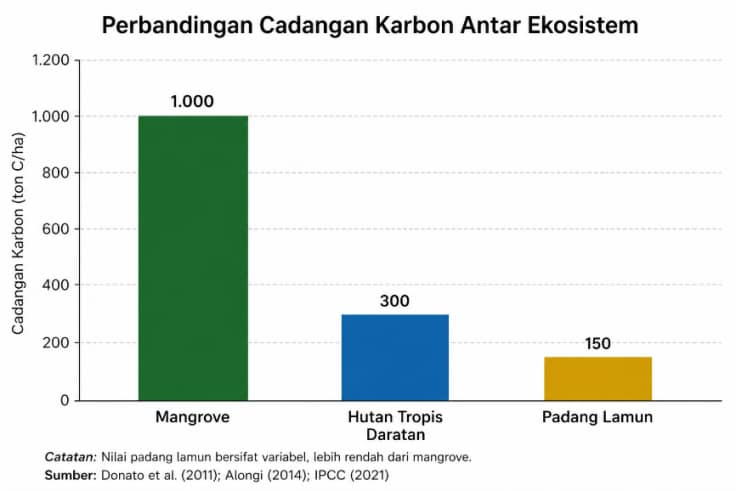 Perbandingan Cadangan Karbon Antar Ekosistem
Cadangan Karbon (ton C/ha)
1.200
1.000
800
600
400
200
0
1.000
300
150
Mangrove
Hutan Tropis
Daratan
Padang Lamun
Catatan: Nilai padang lamun bersifat variabel, lebih rendah dari mangrove.
Sumber: Donato et al. (2011); Alongi (2014); IPCC (2021)